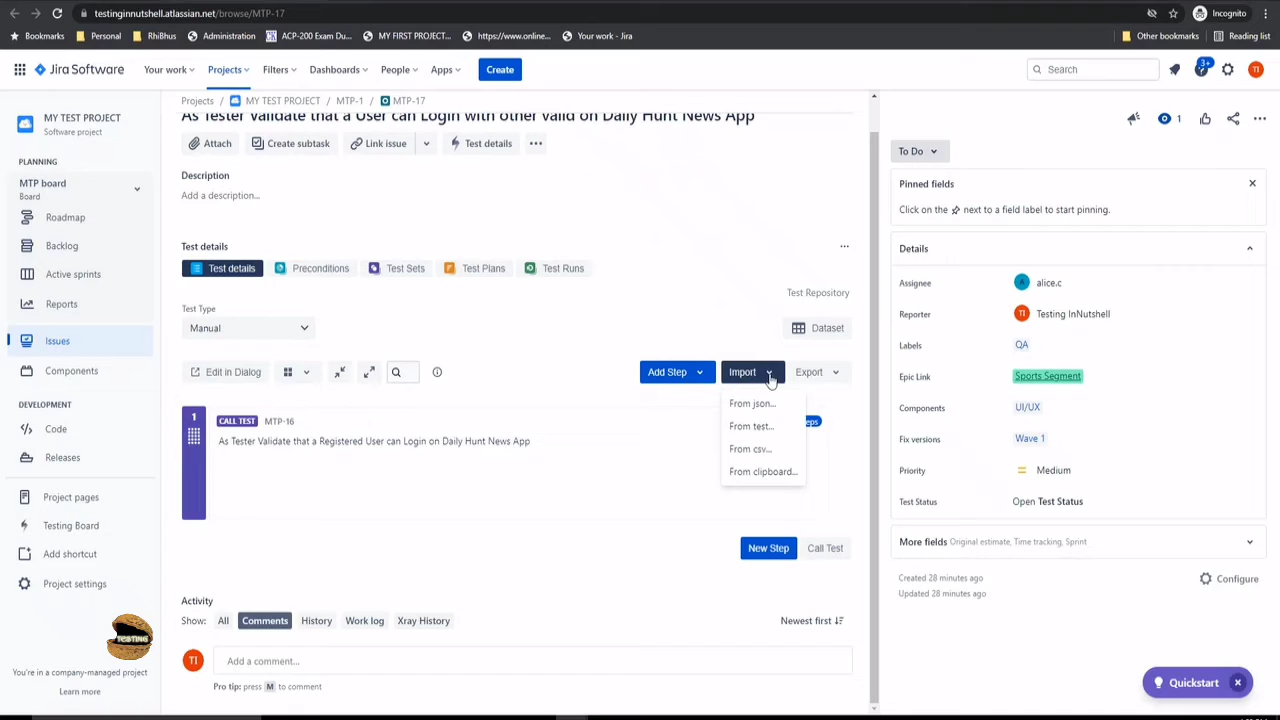 testinginnutshell.atlassian.net/browse/MTP-17
Incognito
Bookmarks
Personal
RhiBhus
Administration
ACP-200 Exam Du...
MY FIRST PROJECT...
https://www.online...
Your work - Jira
Other bookmarks
Reading list
Jira Software
Your work
Projects
Filters
Dashboards
People
Apps
Create
Search
3+
TI
MY TEST PROJECT
Software project
PLANNING
MTP board
Board
Roadmap
Backlog
Active sprints
Reports
Issues
Components
DEVELOPMENT
Code
Releases
Project pages
Testing Board
Add shortcut
Project settings
TESTING
You're in a company-managed project
Learn more
Projects / MY TEST PROJECT / MTP-1 / MTP-17
As Tester Validate that a User can Login with other valid on Daily Hunt News App
Attach
Create subtask
Link issue
Test details
Description
Add a description...
Test details
Test details
Preconditions
Test Sets
Test Plans
Test Runs
Test Repository
Test Type
Manual
Dataset
Edit in Dialog
Add Step
Import
Export
From json...
From test...
From csv...
From clipboard...
1
CALL TEST MTP-16
As Tester Validate that a Registered User can Login on Daily Hunt News App
New Step
Call Test
Activity
Show:
All
Comments
History
Work log
Xray History
Newest first
TI
Add a comment...
Pro tip: press M to comment
1
To Do
Pinned fields
Click on the next to a field label to start pinning.
Details
Assignee
alice.c
Reporter
TI
Testing InNutshell
Labels
QA
Epic Link
Sports Segment
Components
UI/UX
Fix versions
Wave 1
Priority
Medium
Test Status
Open Test Status
More fields Original estimate, Time tracking, Sprint
Created 28 minutes ago
Configure
Updated 28 minutes ago
Quickstart